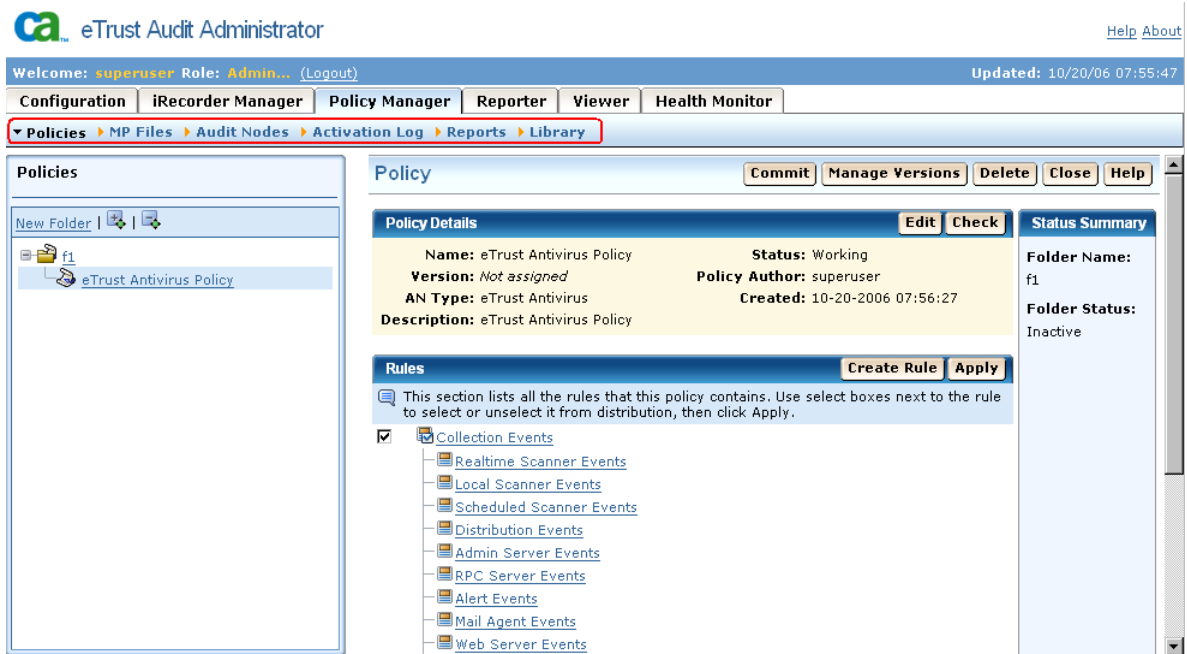 ca™ eTrust Audit Administrator
Help About
Welcome: superuser Role: Admin... (Logout)
Updated: 10/20/06 07:55:47
Configuration iRecorder Manager Policy Manager Reporter Viewer Health Monitor
Policies MP Files Audit Nodes Activation Log Reports Library
Policies
New Folder | |
f1
eTrust Antivirus Policy
Policy
Commit Manage Versions Delete Close Help
Policy Details
Edit Check
Name: eTrust Antivirus Policy
Status: Working
Version: Not assigned
Policy Author: superuser
AN Type: eTrust Antivirus
Created: 10-20-2006 07:56:27
Description: eTrust Antivirus Policy
Rules
Create Rule Apply
This section lists all the rules that this policy contains. Use select boxes next to the rule
to select or unselect it from distribution, then click Apply.
Collection Events
Realtime Scanner Events
Local Scanner Events
Scheduled Scanner Events
Distribution Events
Admin Server Events
RPC Server Events
Alert Events
Mail Agent Events
Web Server Events
Status Summary
Folder Name:
f1
Folder Status:
Inactive